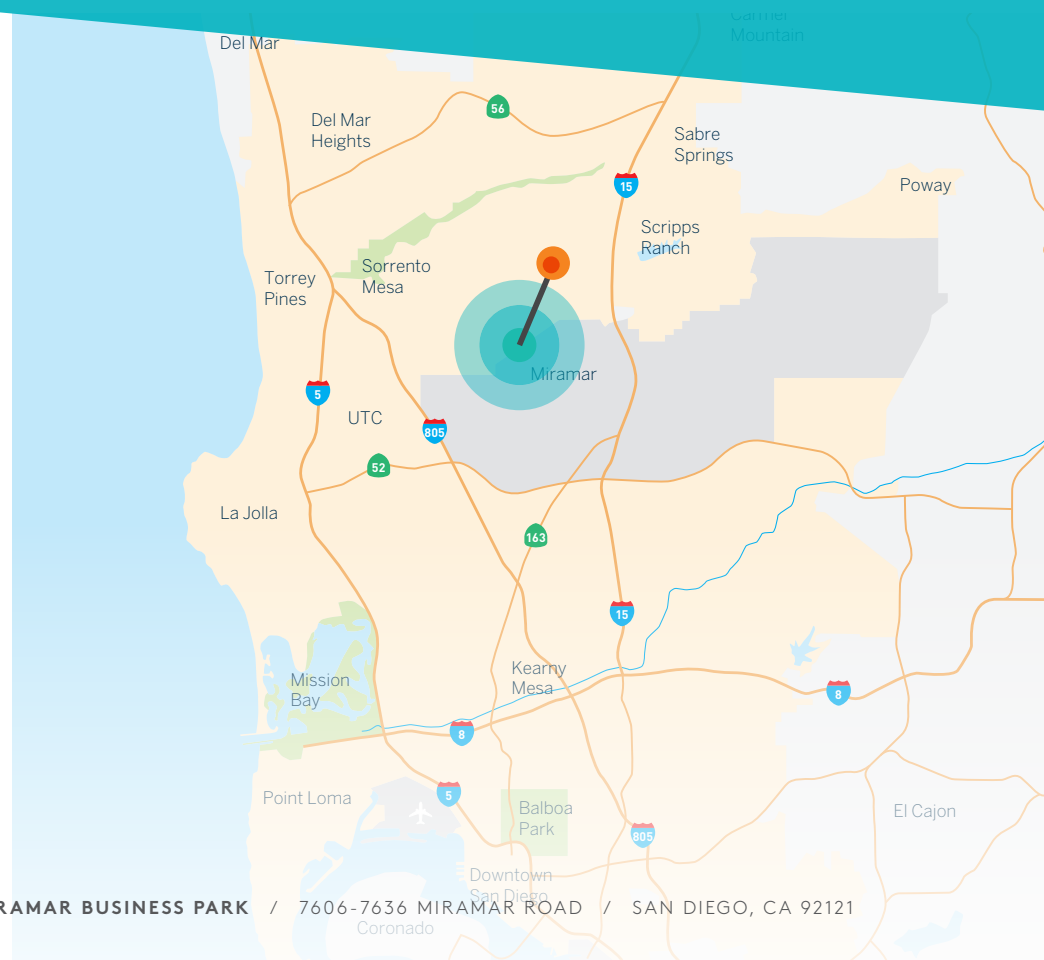 Carmel
Mountain
Del Mar
56
Del Mar
Heights
Sabre
Springs
15
Poway
Scripps
Ranch
Sorrento
Mesa
Torrey
Pines
Miramar
5
UTC
805
52
La Jolla
163
15
Kearny
Mesa
Mission
Bay
8
8
5
Point Loma
Balboa
Park
El Cajon
805
Downtown
San Diego
RAMAR BUSINESS PARK / 7606-7636 MIRAMAR ROAD / SAN DIEGO, CA 92121
Coronado